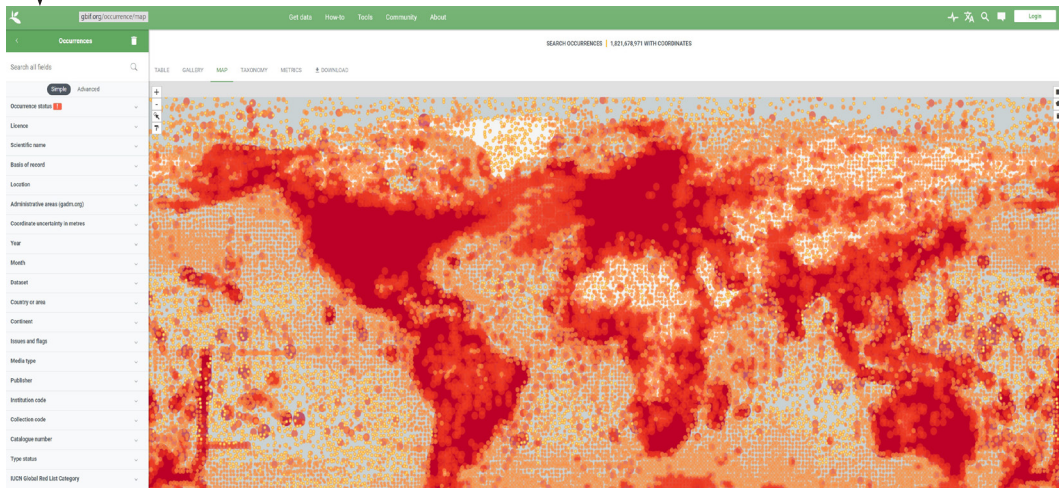 gbif.org/occurrence/map
Get data How-to Tools Community About
Login
Occurrences
SEARCH OCCURRENCES | 1,821,678,971 WITH COORDINATES
Search all fields
TABLE GALLERY MAP TAXONOMY METRICS DOWNLOAD
Simple Advanced
Occurrence status 1
Licence
Scientific name
Basis of record
Location
Administrative areas (gadm.org)
Coordinate uncertainty in metres
Year
Month
Dataset
Country or area
Continent
Issues and flags
Media type
Publisher
Institution code
Collection code
Catalogue number
Type status
IUCN Global Red List Category